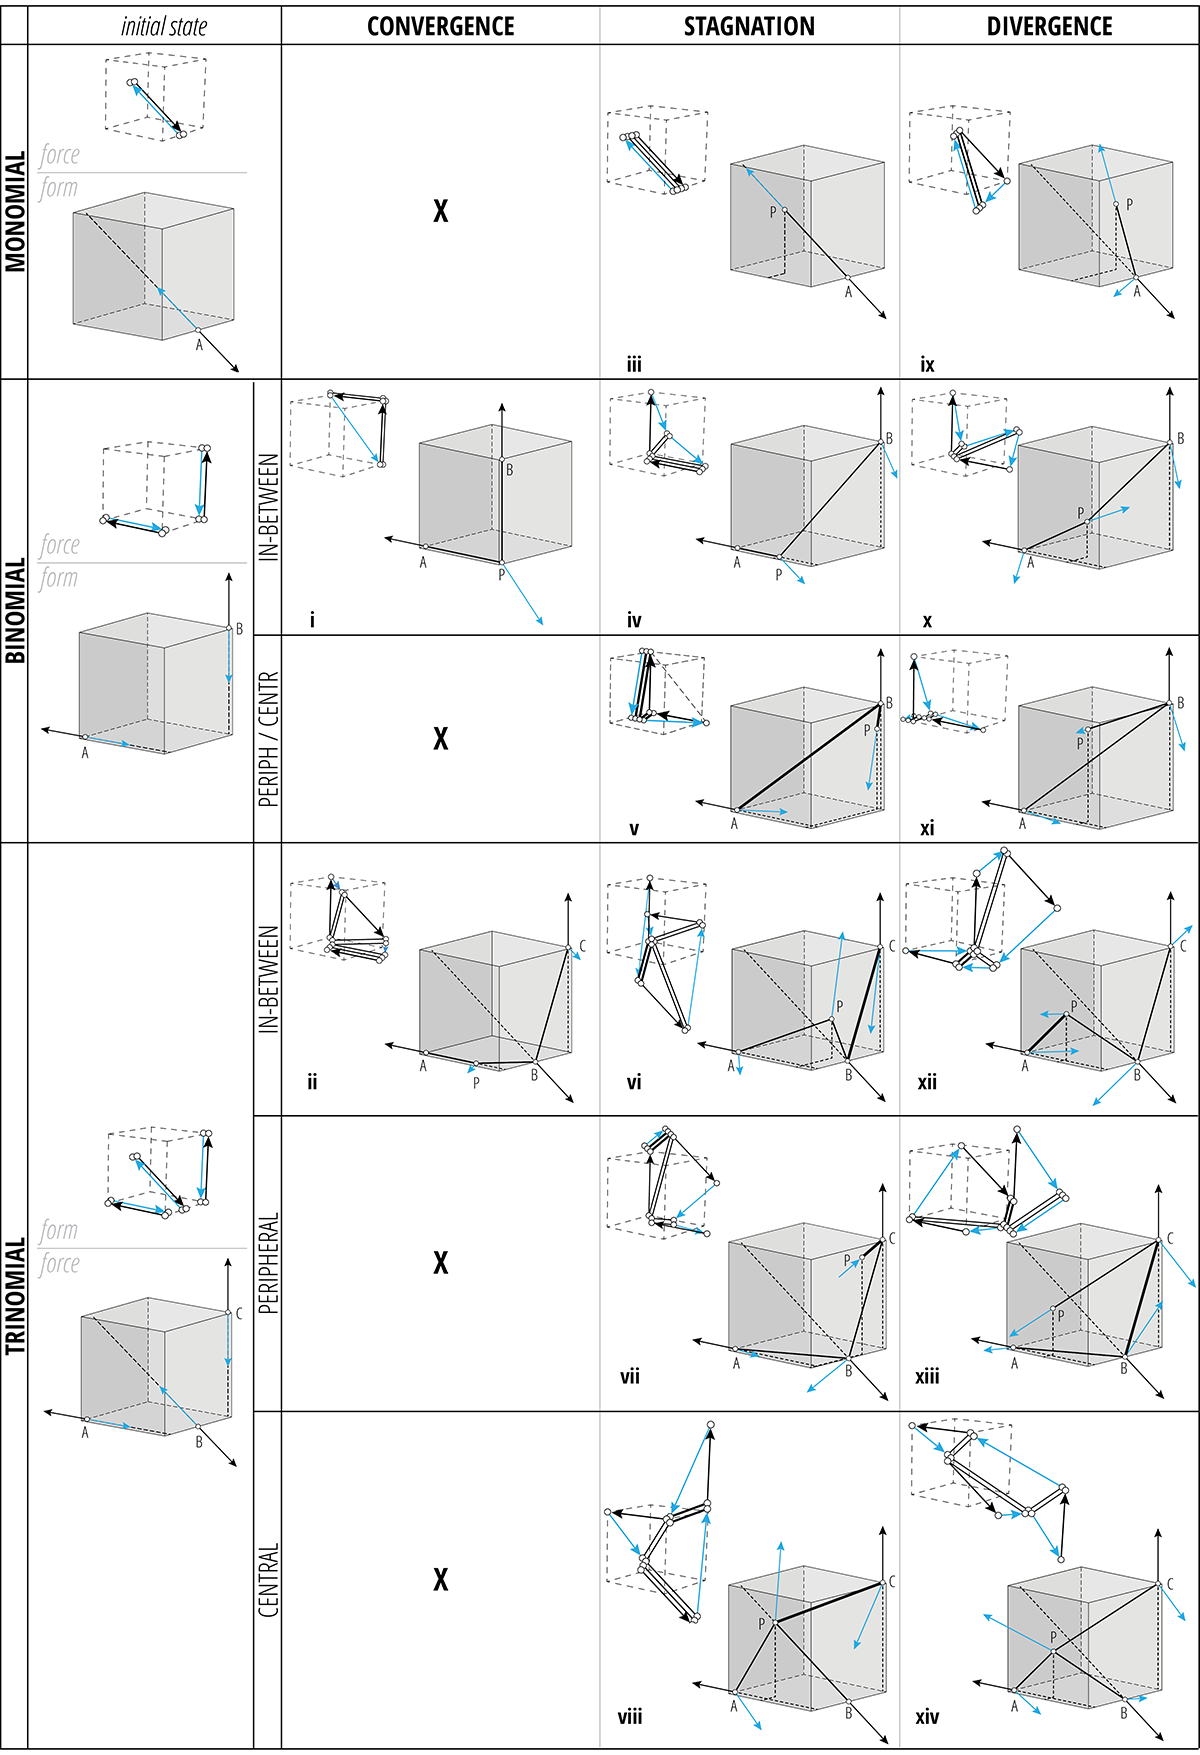 initial state
CONVERGENCE
STAGNATION
DIVERGENCE
MONOMIAL
force
form
A
X
P
A
iii
P
A
ix
BINOMIAL
force
form
B
A
IN-BETWEEN
B
A
P
i
B
A
P
iv
B
P
A
x
PERIPH / CENTR
X
B
P
A
v
B
P
A
xi
TRINOMIAL
form
force
C
A
B
IN-BETWEEN
C
A
P
B
ii
C
P
A
B
vi
C
P
A
B
xii
PERIPHERAL
X
C
P
A
B
vii
C
P
A
B
xiii
CENTRAL
X
C
P
A
B
viii
C
P
A
B
xiv